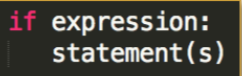 if expression:
    statement(s)